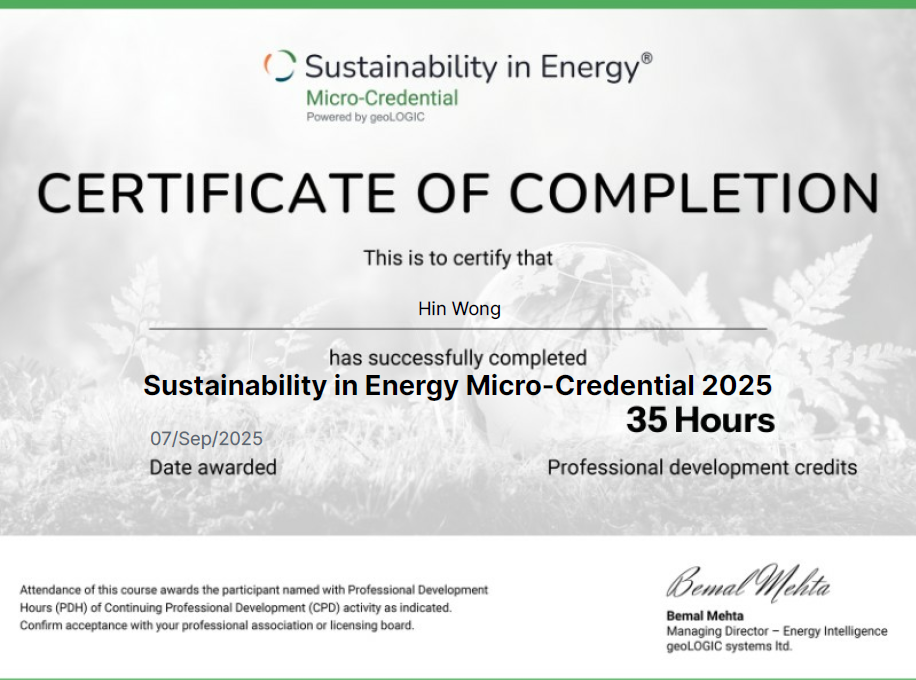 Sustainability in Energy®
Micro-Credential
Powered by geoLOGIC
CERTIFICATE OF COMPLETION
This is to certify that
Hin Wong
has successfully completed
Sustainability in Energy Micro-Credential 2025
35 Hours
07/Sep/2025
Date awarded
Professional development credits
Attendance of this course awards the participant named with Professional Development
Hours (PDH) of Continuing Professional Development (CPD) activity as indicated.
Confirm acceptance with your professional association or licensing board.
Bemal Mehta
Bemal Mehta
Managing Director – Energy Intelligence
geoLOGIC systems ltd.